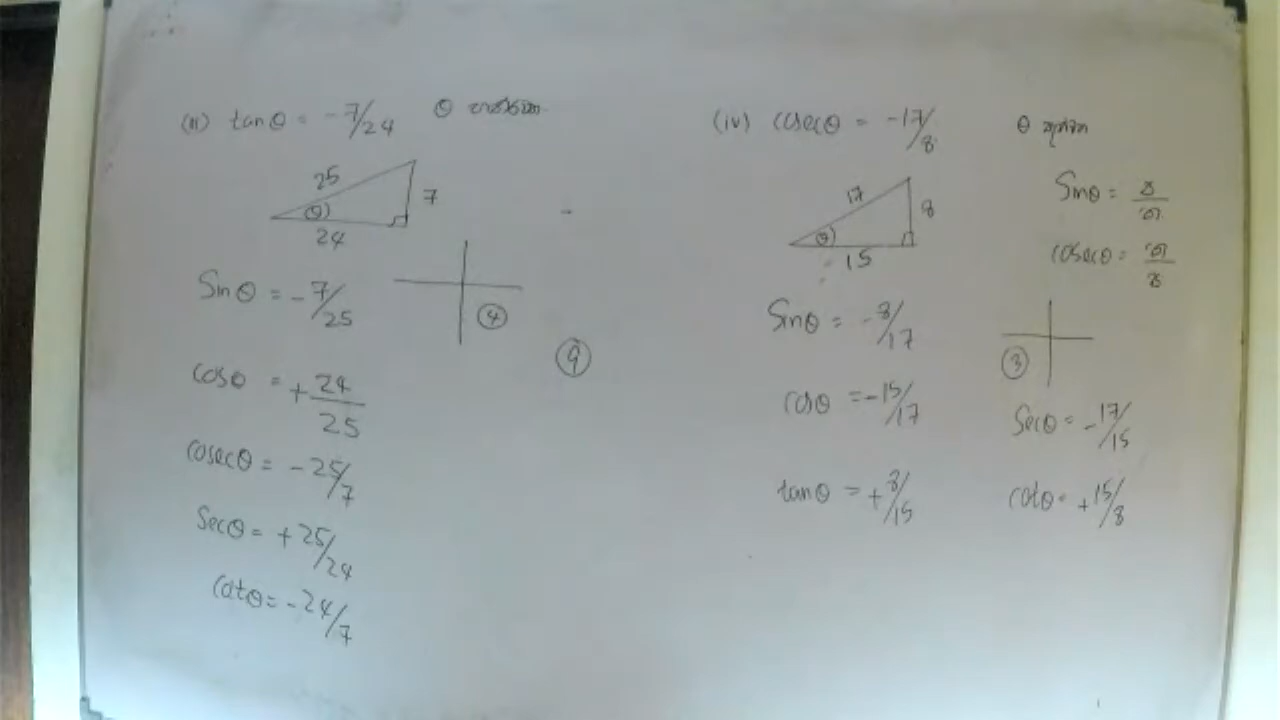 (iii) tanθ = -7/24
25
7
θ
24
Sinθ = -7/25
4
9
cosθ = +24/25
cosecθ = -25/7
Secθ = +25/24
cotθ = -24/7
(iv) cosecθ = -17/8
17
8
θ
15
Sinθ =
cosecθ =
Sinθ = -8/17
3
cosθ = -15/17
Secθ = -17/15
tanθ = +8/15
cotθ = +15/8